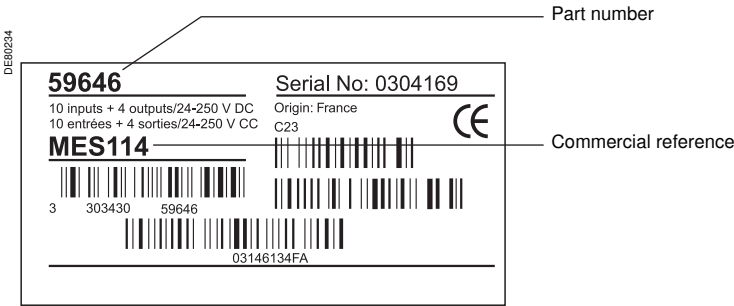 Part number
DE80234
59646
Serial No: 0304169
10 inputs + 4 outputs/24-250 V DC
10 entrées + 4 sorties/24-250 V CC
Origin: France
C23
CE
MES114
Commercial reference
3 303430 59646
03146134FA